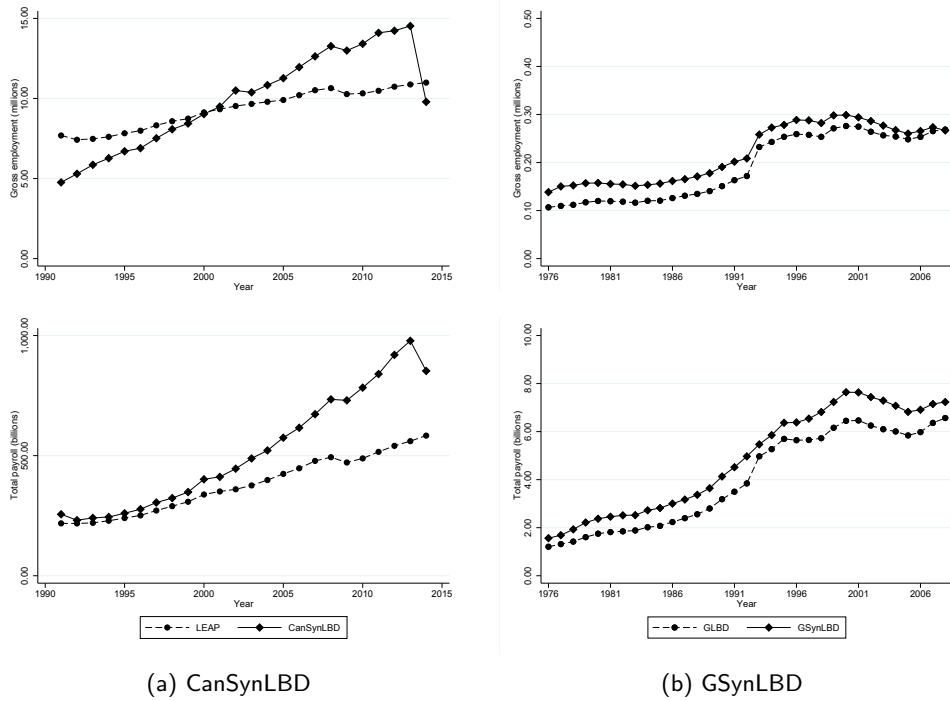 Gross employment (millions)
15.00
10.00
5.00
0.00
1990 1995 2000 2005 2010 2015
Year
Gross employment (millions)
0.50
0.40
0.30
0.20
0.10
0.00
1976 1981 1986 1991 1996 2001 2006
Year
Total payroll (billions)
1,000.00
500.00
0.00
1990 1995 2000 2005 2010 2015
Year
LEAP CanSynLBD
Total payroll (billions)
10.00
8.00
6.00
4.00
2.00
0.00
1976 1981 1986 1991 1996 2001 2006
Year
GLBD GSynLBD
(a) CanSynLBD
(b) GSynLBD